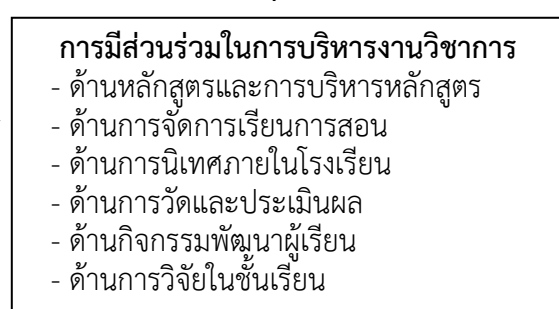 การมีส่วนร่วมในการบริหารงานวิชาการ
- ด้านหลักสูตรและการบริหารหลักสูตร
- ด้านการจัดการเรียนการสอน
- ด้านการนิเทศภายในโรงเรียน
- ด้านการวัดและประเมินผล
- ด้านกิจกรรมพัฒนาผู้เรียน
- ด้านการวิจัยในชั้นเรียน